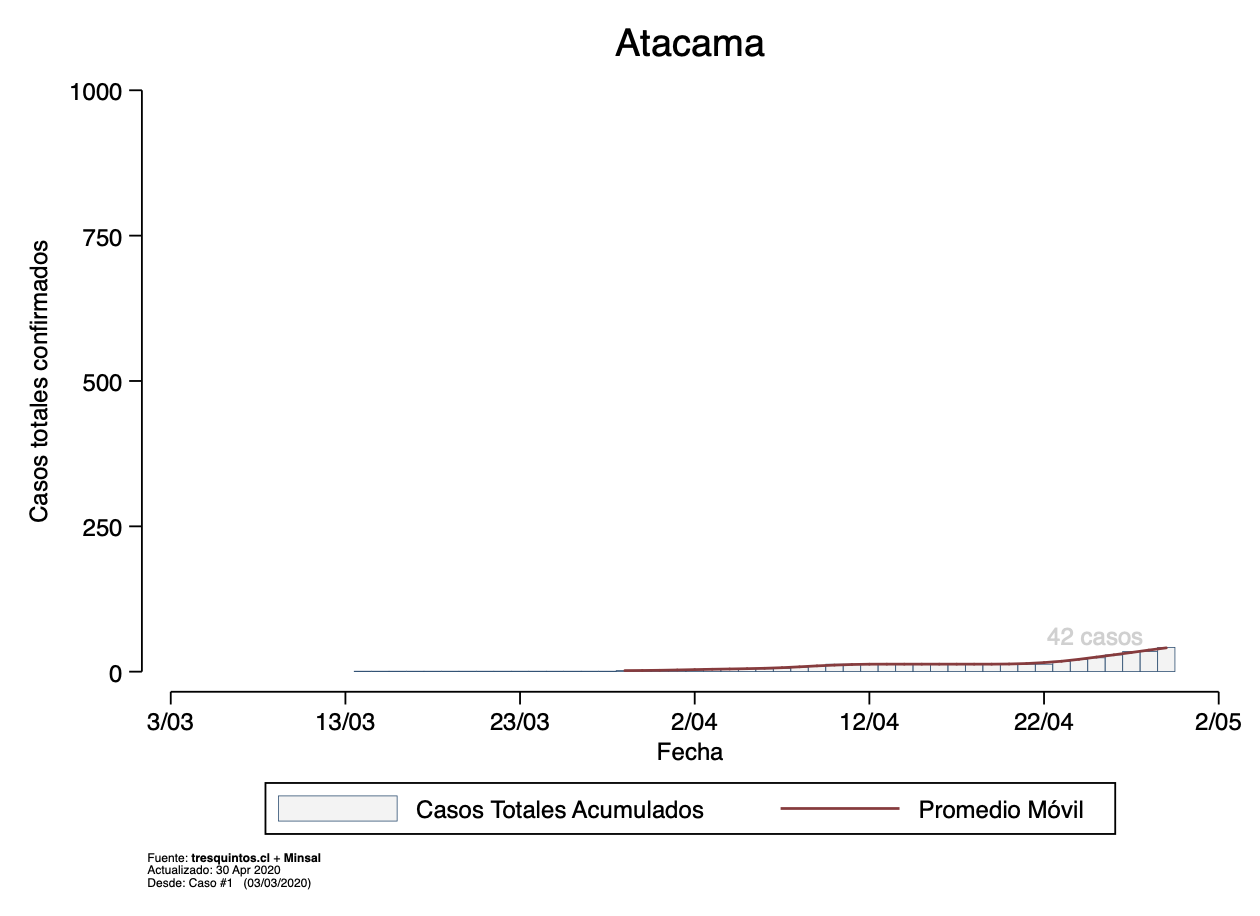 Atacama
1000
750
500
250
0
Casos totales confirmados
42 casos
3/03 13/03 23/03 2/04 12/04 22/04 2/05
Fecha
Casos Totales Acumulados Promedio Móvil
Fuente: tresquintos.cl + Minsal
Actualizado: 30 Apr 2020
Desde: Caso #1 (03/03/2020)